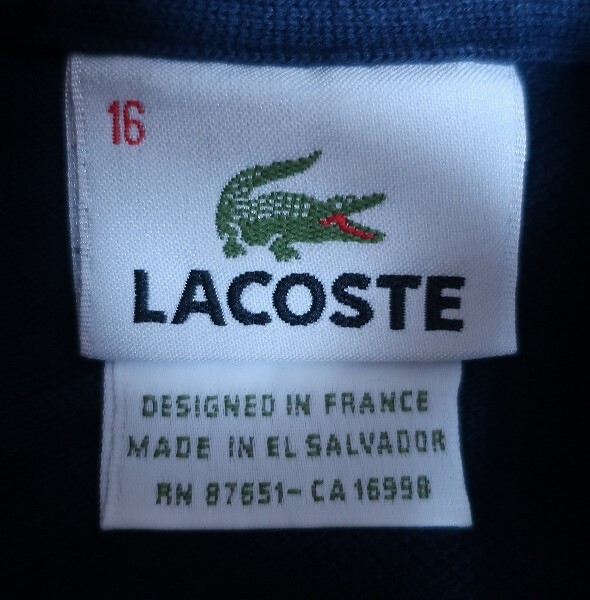 16
LACOSTE
DESIGNED IN FRANCE
MADE IN EL SALVADOR
RN 87651-CA 16998